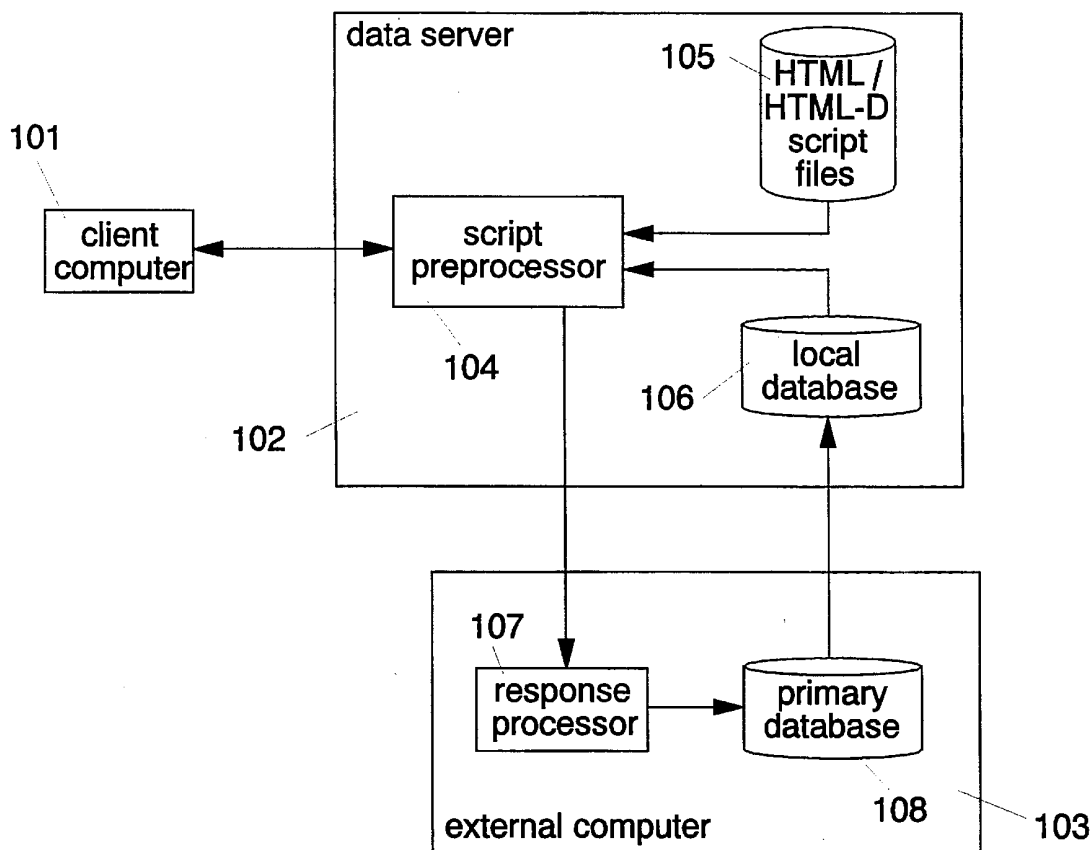 data server
105
HTML /
HTML-D
script
files
101
client
computer
script
preprocessor
104
local
database
106
102
107
response
processor
primary
database
108
103
external computer